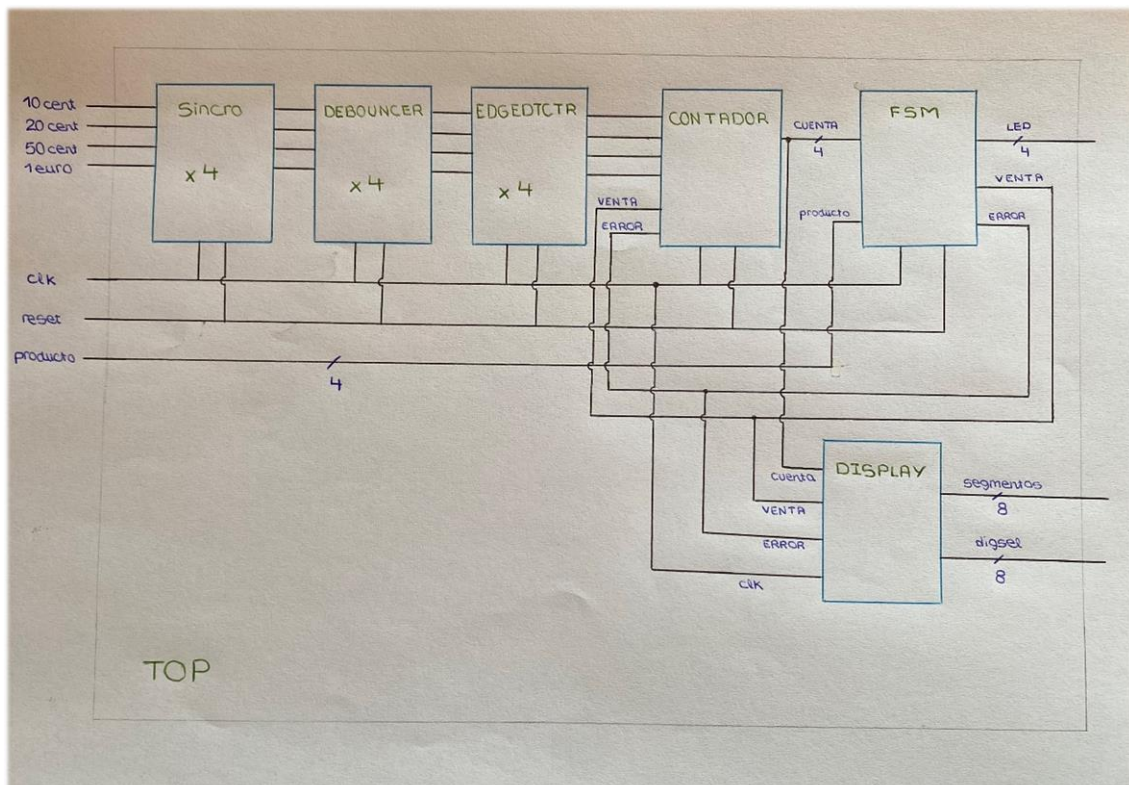 10 cent
20 cent
50 cent
1 euro
Sincro
x 4
DEBOUNCER
x 4
EDGEDTCTR
x 4
CONTADOR
VENTA
ERROR
CUENTA
4
producto
FSM
LED
4
VENTA
ERROR
clk
reset
producto
4
DISPLAY
cuenta
VENTA
ERROR
clk
segmentos
8
digsel
8
TOP